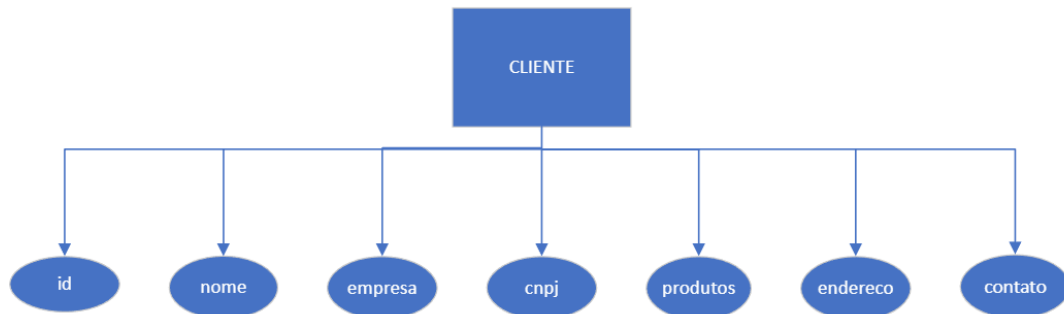 CLIENTE
id
nome
empresa
cnpj
produtos
endereco
contato